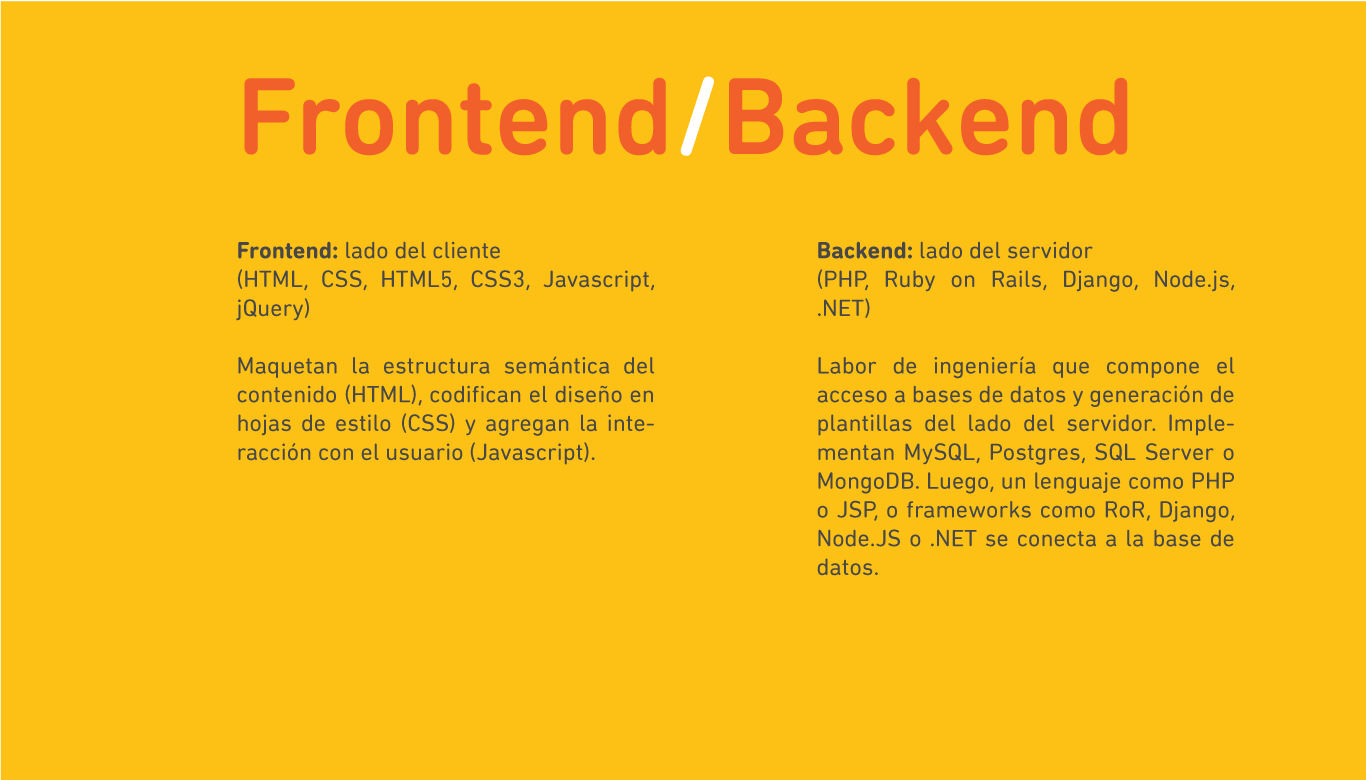 Frontend/Backend
Frontend: lado del cliente
(HTML, CSS, HTML5, CSS3, Javascript,
jQuery)
Maquetan la estructura semántica del
contenido (HTML), codifican el diseño en
hojas de estilo (CSS) y agregan la inte-
racción con el usuario (Javascript).
Backend: lado del servidor
(PHP, Ruby on Rails, Django, Node.js,
.NET)
Labor de ingeniería que compone el
acceso a bases de datos y generación de
plantillas del lado del servidor. Imple-
mentan MySQL, Postgres, SQL Server o
MongoDB. Luego, un lenguaje como PHP
o JSP, o frameworks como RoR, Django,
Node.JS o .NET se conecta a la base de
datos.